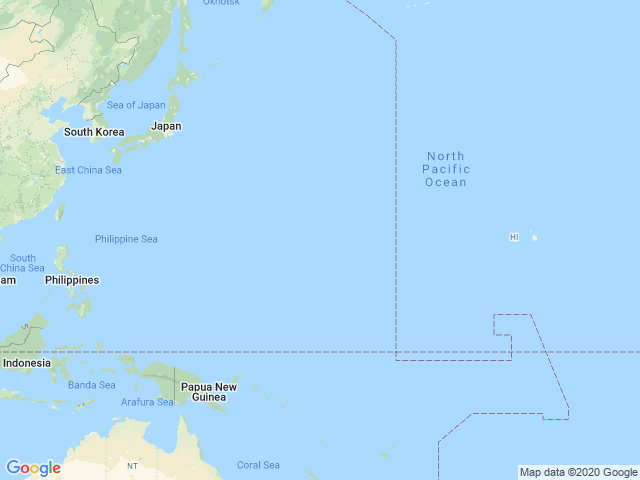 Okhotsk
Sea of Japan
South Korea
Japan
East China Sea
North
Pacific
Ocean
Philippine Sea
HI
South
China Sea
am
Philippines
Indonesia
Banda Sea
Papua New
Guinea
Arafura Sea
NT
Coral Sea
Google
Map data ©2020 Google